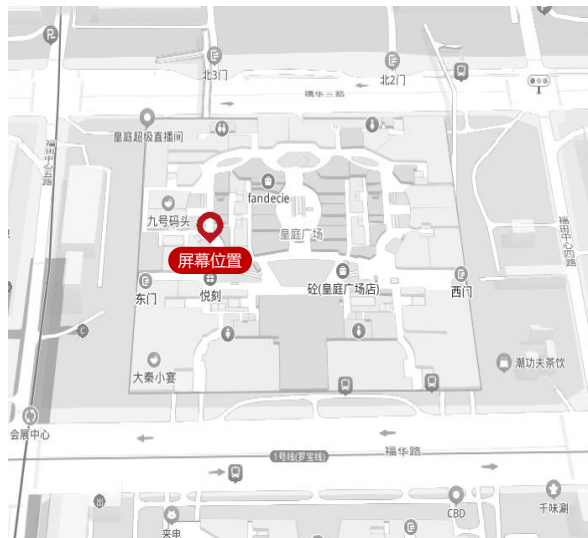 P
北3门
北2门
福华三路
皇庭超级直播间
福田中心五路
福田中心四路
fandecie
九号码头
皇庭广场
屏幕位置
东门
悦刻
砼(皇庭广场店)
西门
C
大秦小宴
潮功夫茶饮
会展中心
福华路
1号线(罗宝线)
CBD
千味涮
来电